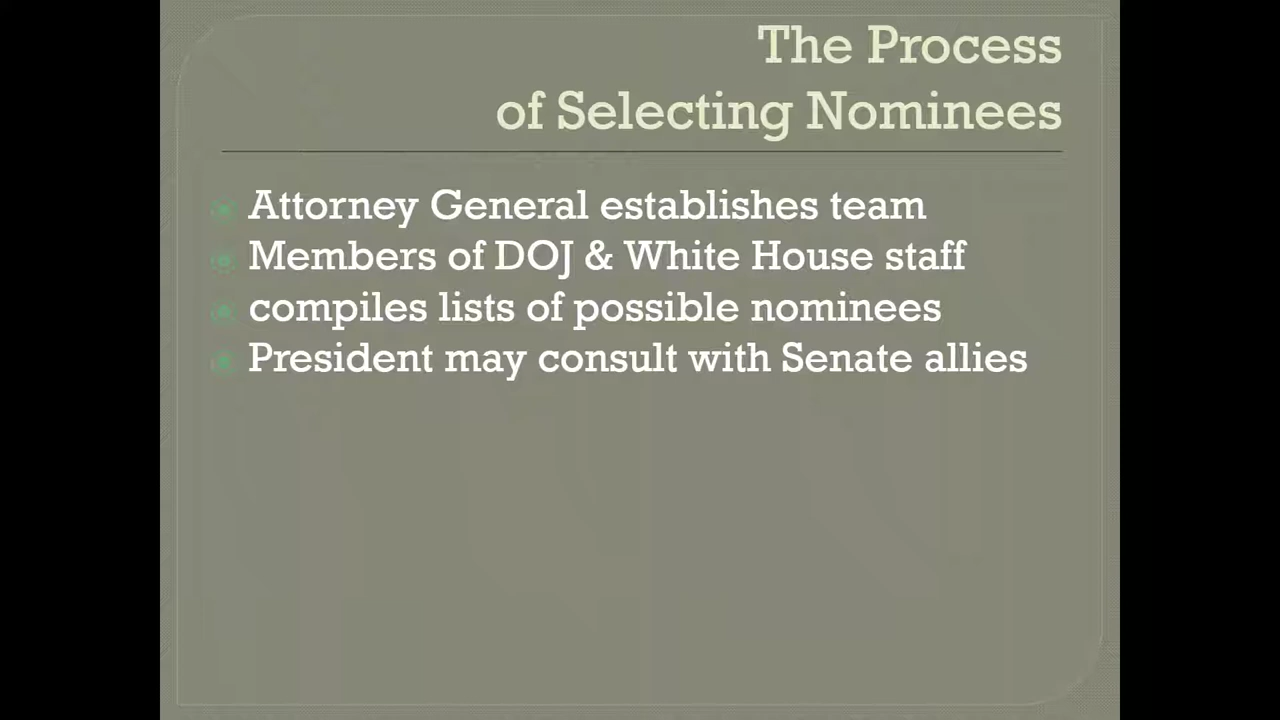 The Process
of Selecting Nominees
Attorney General establishes team
Members of DOJ & White House staff
compiles lists of possible nominees
President may consult with Senate allies